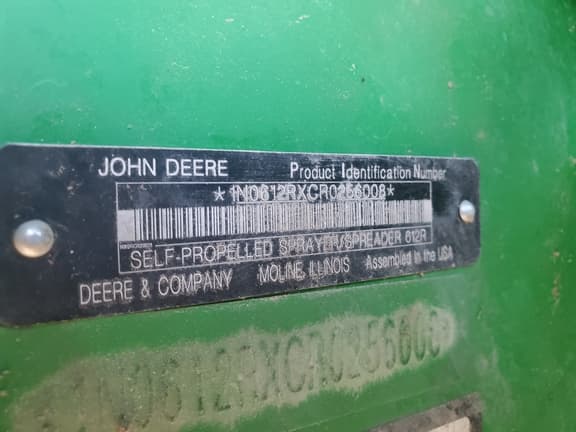 JOHN DEERE Product Identification Number
*1N0612RXCR0256008*
SELF-PROPELLED SPRAYER/SPREADER 612R
DEERE & COMPANY MOLINE, ILLINOIS Assembled in the USA